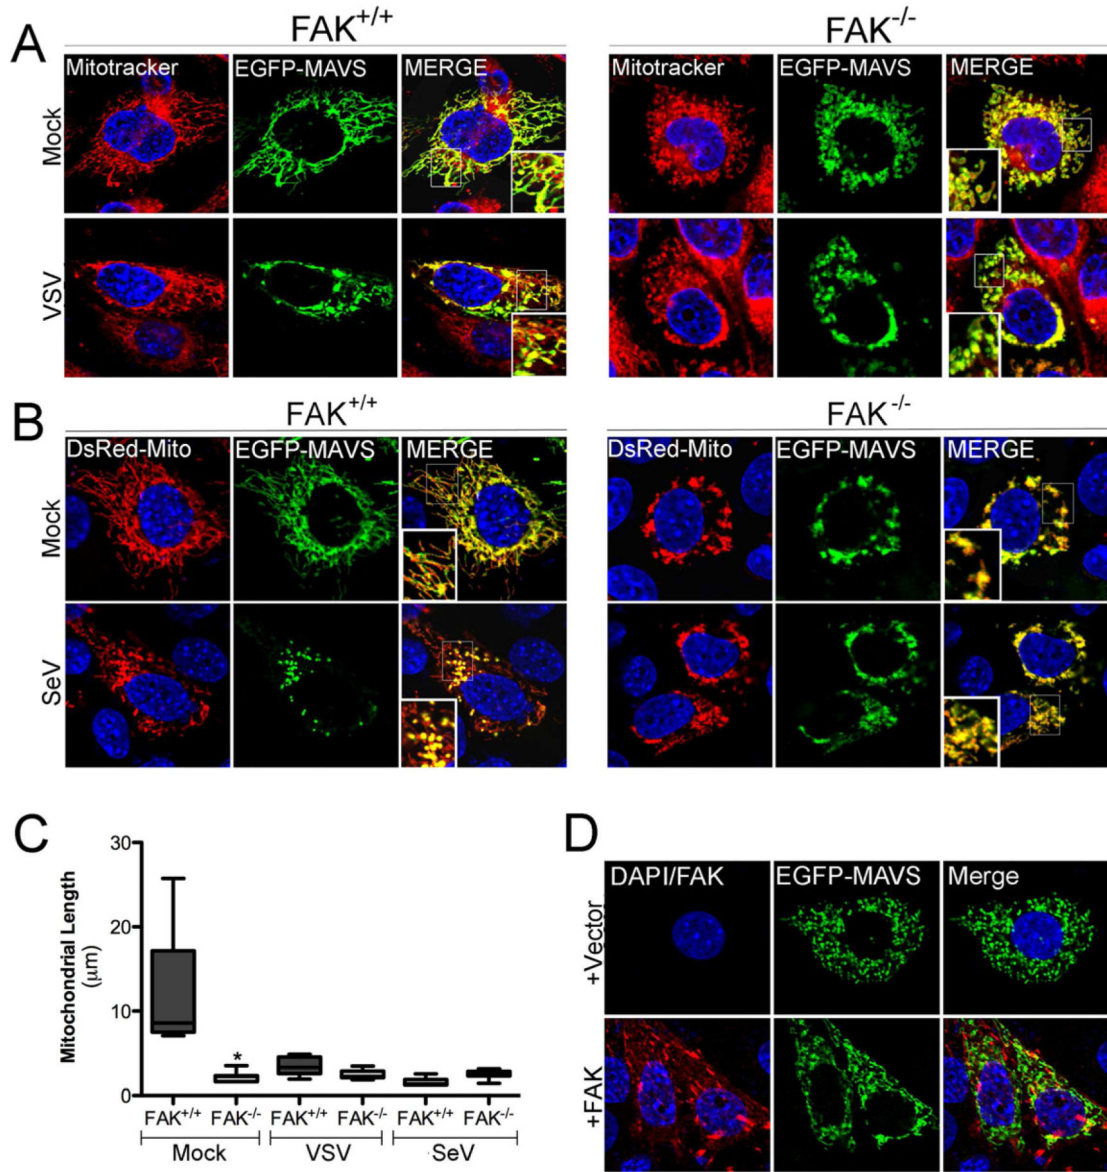 A
FAK+/+
FAK-/-
Mitotracker EGFP-MAVS MERGE
Mitotracker EGFP-MAVS MERGE
Mock
VSV
B
FAK+/+
FAK-/-
DsRed-Mito EGFP-MAVS MERGE
DsRed-Mito EGFP-MAVS MERGE
Mock
SeV
C
Mitochondrial Length
(μm)
30
20
10
0
*
FAK+/+ FAK-/- FAK+/+ FAK-/- FAK+/+ FAK-/-
Mock VSV SeV
D
DAPI/FAK EGFP-MAVS Merge
+Vector
+FAK